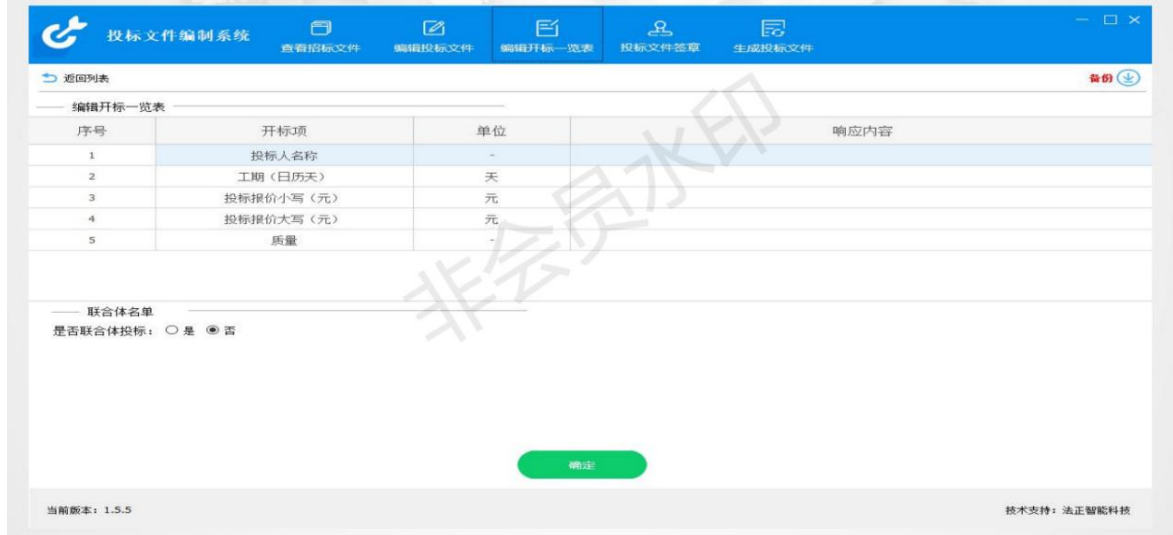 投标文件编制系统
查看招标文件 编辑投标文件 编辑开标一览表 投标文件签章 生成投标文件
返回列表 备份
编辑开标一览表
序号 开标项 单位 响应内容
1 投标人名称 -
2 工期（日历天） 天
3 投标报价小写（元） 元
4 投标报价大写（元） 元
5 质量 -
联合体名单
是否联合体投标： 是 否
确定
当前版本：1.5.5 技术支持：法正智能科技
非会员水印